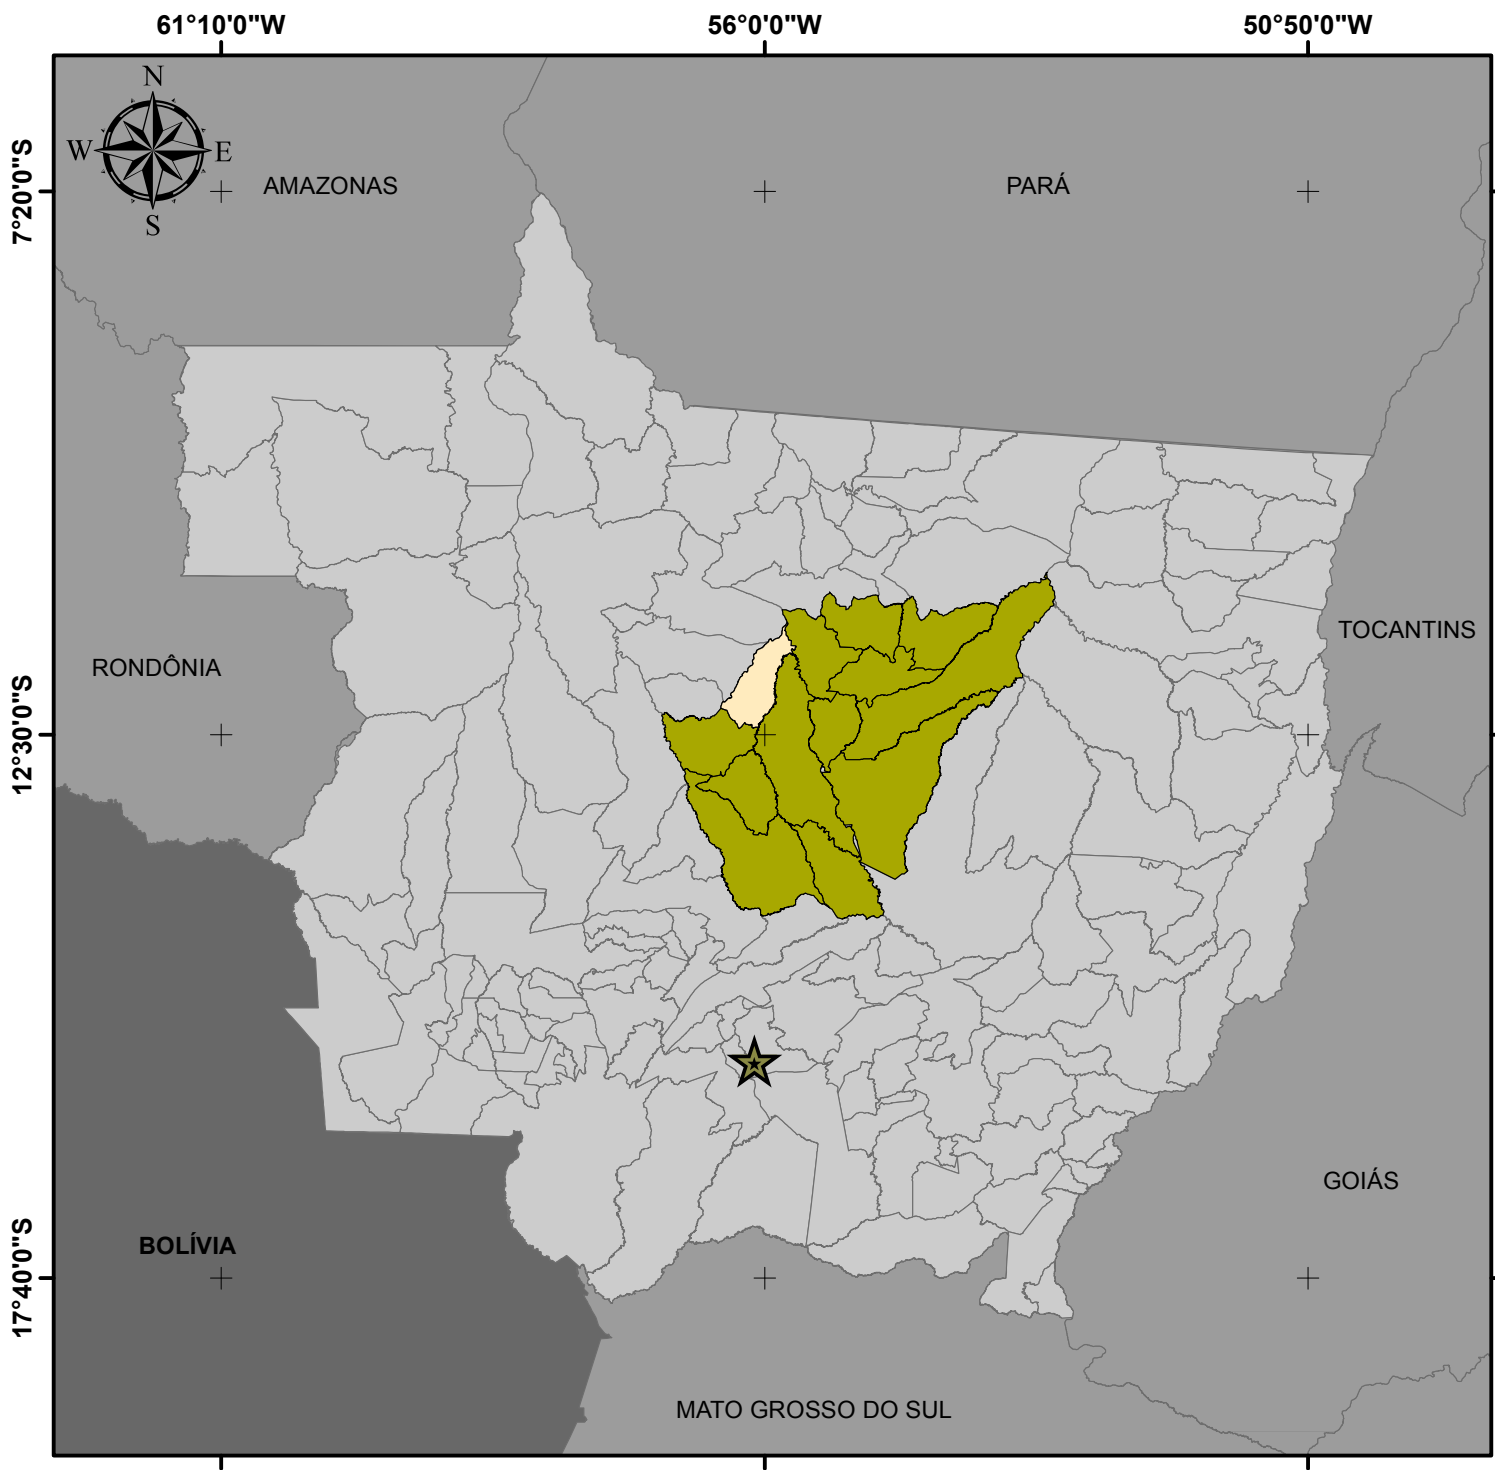 61°10'0"W 56°0'0"W 50°50'0"W
N
W E
S
7°20'0"S
AMAZONAS PARÁ
TOCANTINS
RONDÔNIA
12°30'0"S
GOIÁS
BOLÍVIA
17°40'0"S
MATO GROSSO DO SUL